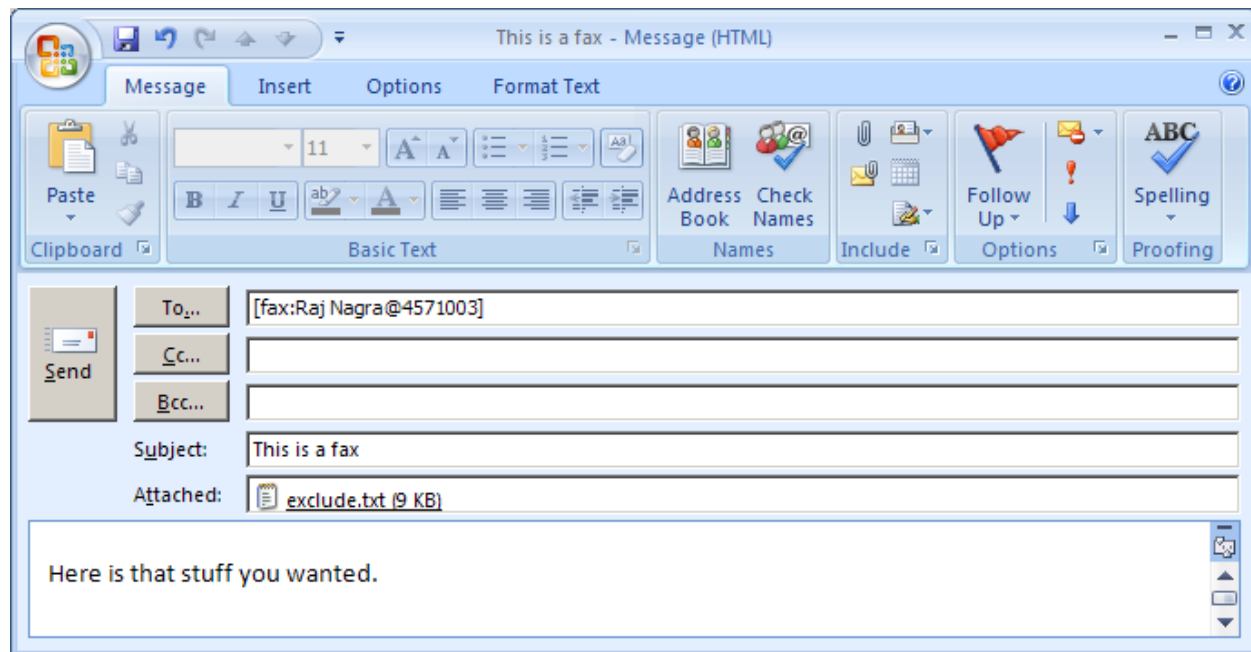 This is a fax - Message (HTML)
Message Insert Options Format Text
Paste
Clipboard
11
A A
Aa
B I U ab A
Basic Text
Address Book
Check Names
Names
Include
Follow Up
Options
ABC
Spelling
Proofing
Send
To... [fax:Raj Nagra@4571003]
Cc...
Bcc...
Subject: This is a fax
Attached: exclude.txt (9 KB)
Here is that stuff you wanted.